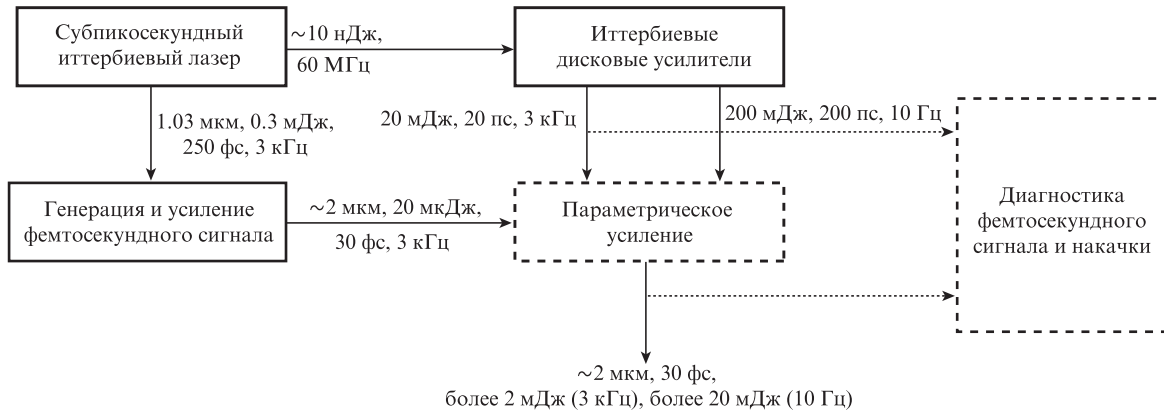 Субпикосекундный
иттербиевый лазер
~10 нДж,
60 МГц
Иттербиевые
дисковые усилители
1.03 мкм, 0.3 мДж,
250 фс, 3 кГц
20 мДж, 20 пс, 3 кГц
200 мДж, 200 пс, 10 Гц
Генерация и усиление
фемтосекундного сигнала
~2 мкм, 20 мкДж,
30 фс, 3 кГц
Параметрическое
усиление
Диагностика
фемтосекундного
сигнала и накачки
~2 мкм, 30 фс,
более 2 мДж (3 кГц), более 20 мДж (10 Гц)